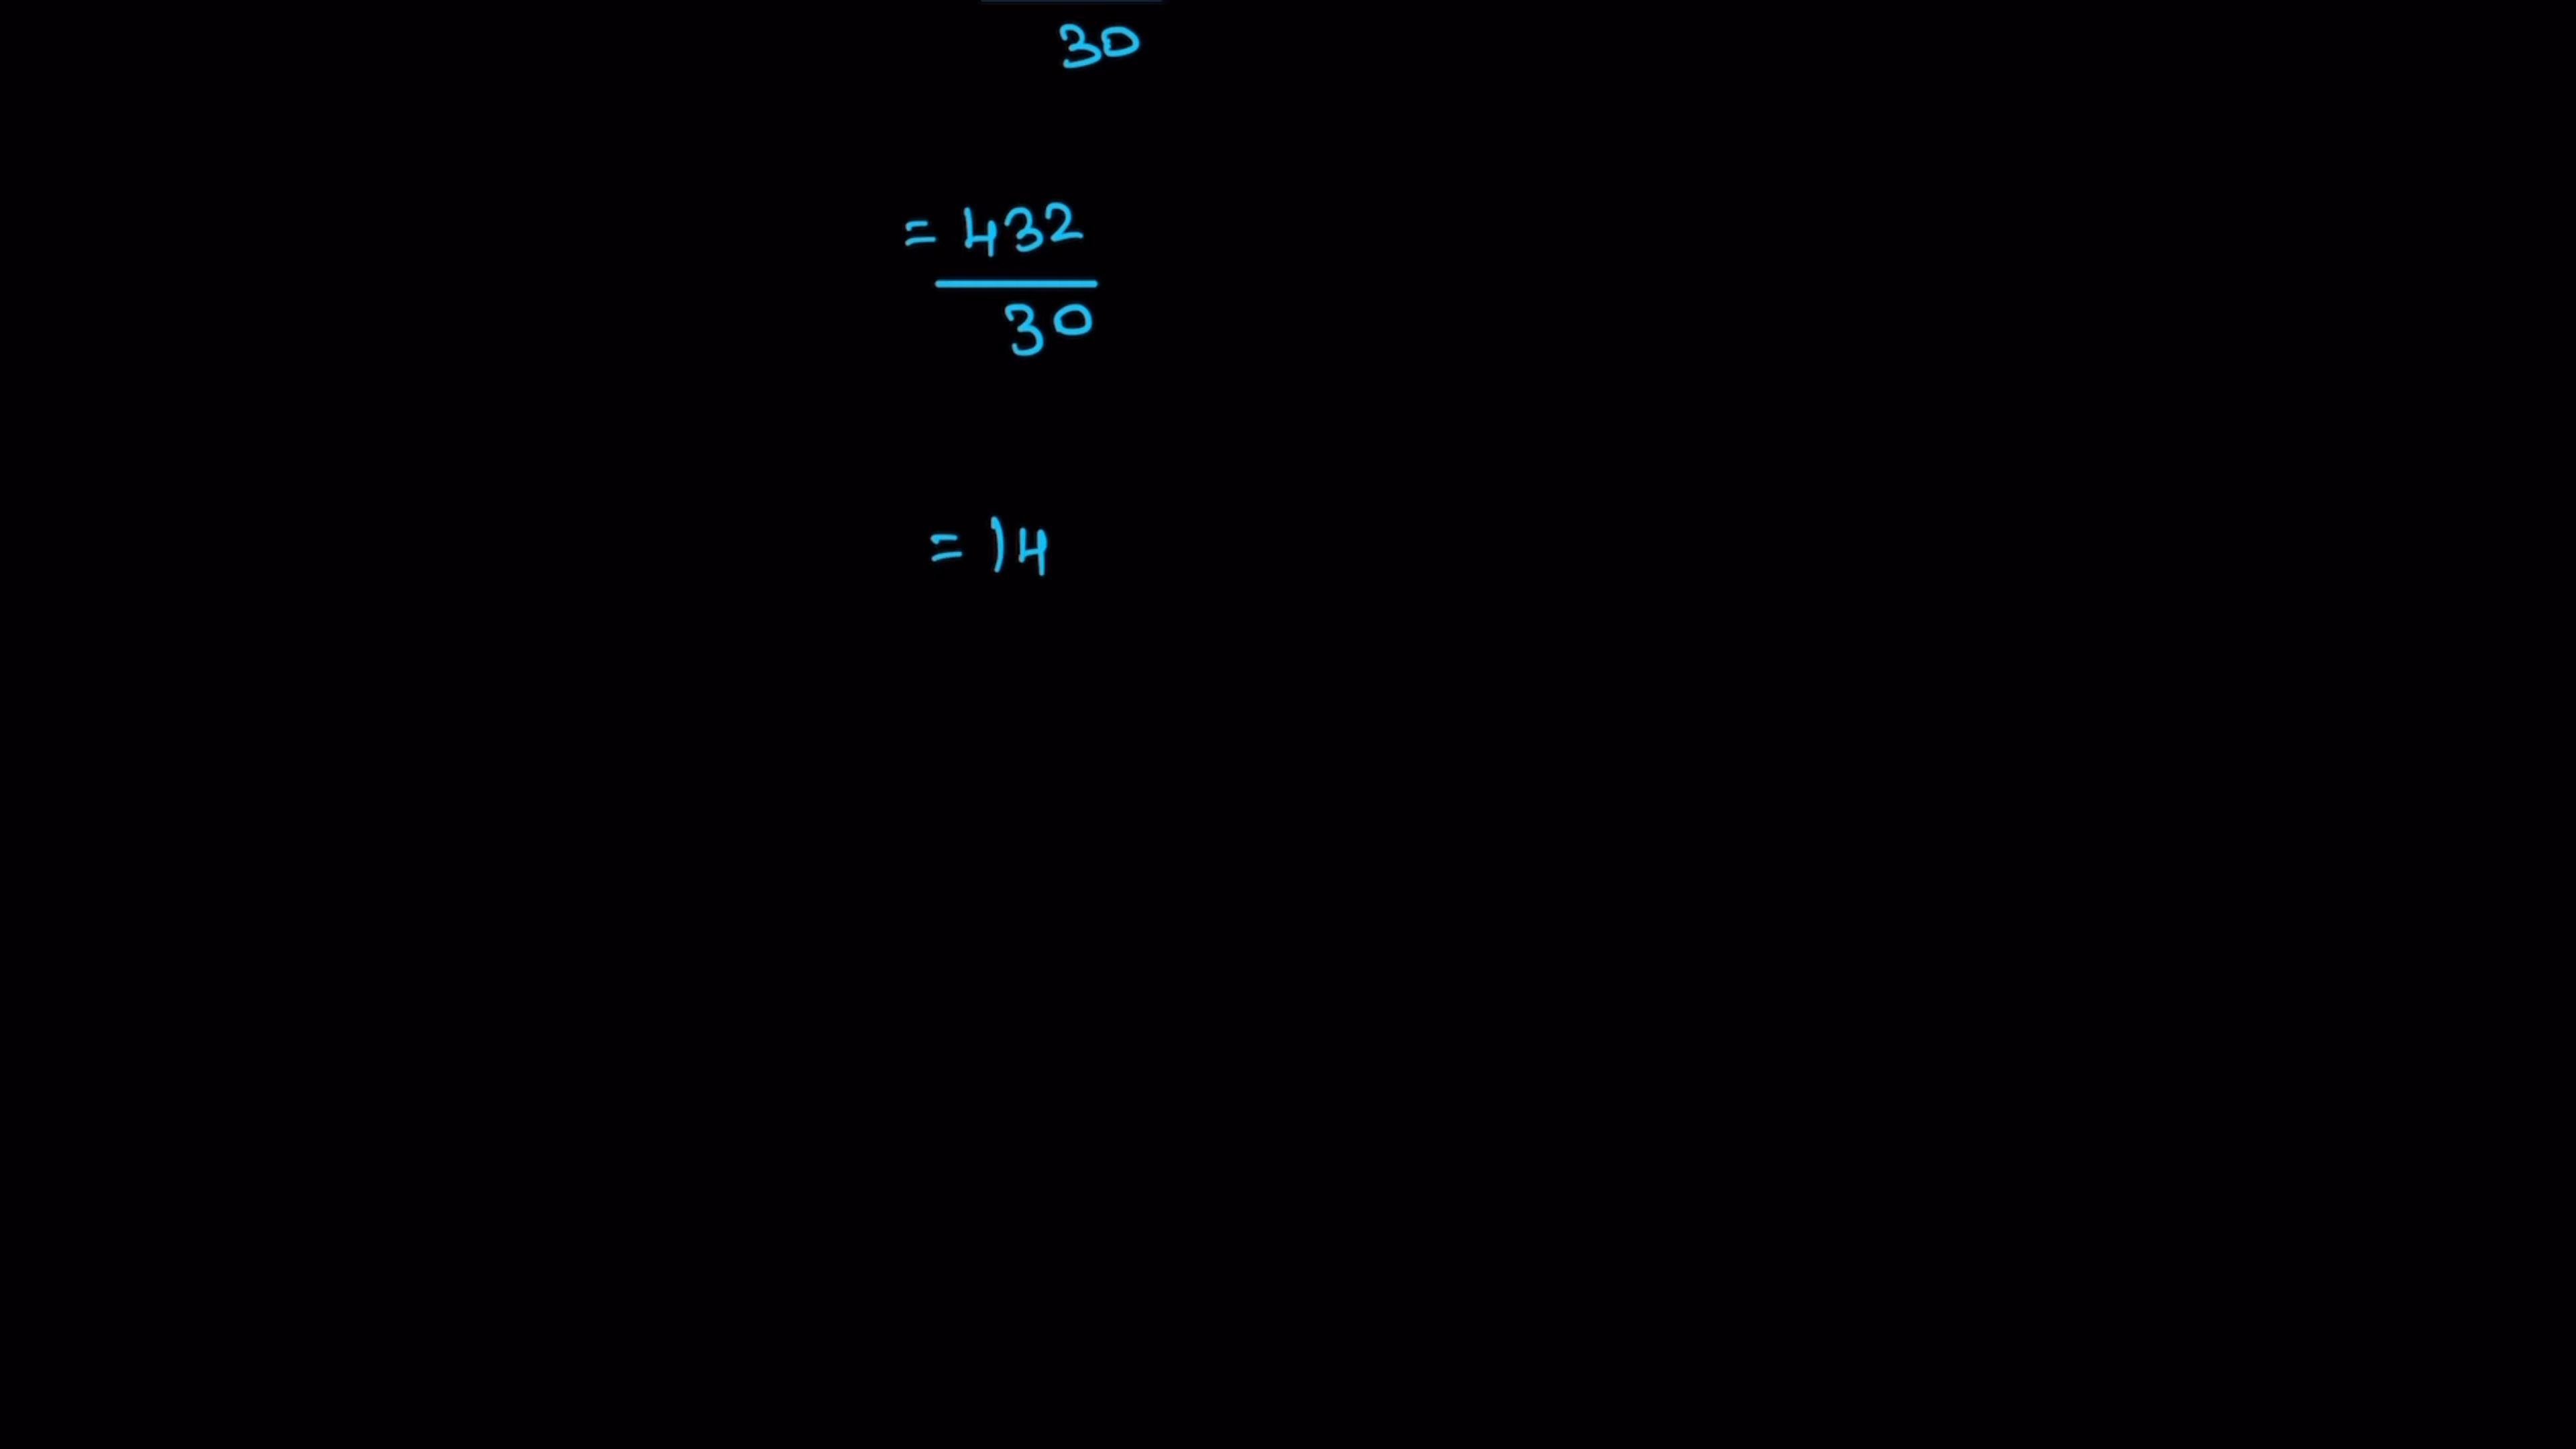 30
= 432
30
= 14